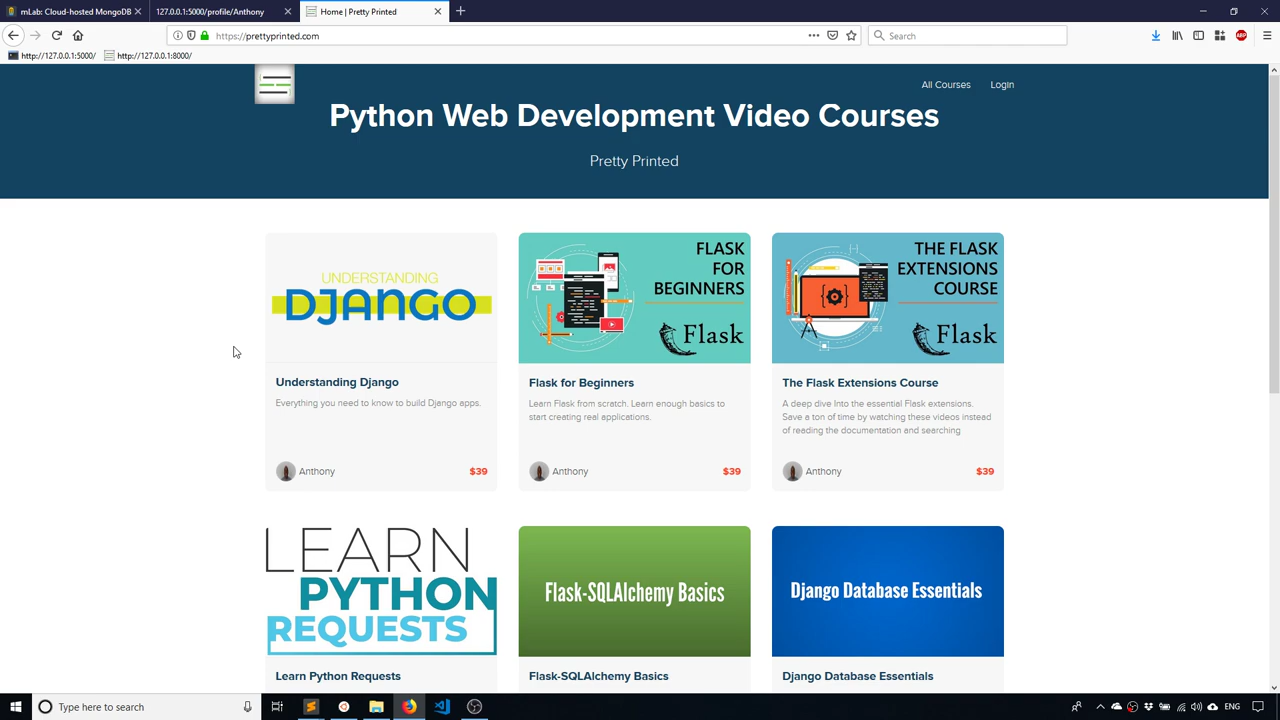 mLab: Cloud-hosted MongoDB
127.0.0.1:5000/profile/Anthony
Home | Pretty Printed
https://prettyprinted.com
Search
http://127.0.0.1:5000/
http://127.0.0.1:8000/
All Courses
Login
Python Web Development Video Courses
Pretty Printed
UNDERSTANDING
DJANGO
Understanding Django
Everything you need to know to build Django apps.
Anthony
$39
FLASK
FOR
BEGINNERS
Flask
Flask for Beginners
Learn Flask from scratch. Learn enough basics to
start creating real applications.
Anthony
$39
THE FLASK
EXTENSIONS
COURSE
Flask
The Flask Extensions Course
A deep dive Into the essential Flask extensions.
Save a ton of time by watching these videos instead
of reading the documentation and searching
Anthony
$39
LEARN
PYTHON
REQUESTS
Learn Python Requests
Flask-SQLAlchemy Basics
Flask-SQLAlchemy Basics
Django Database Essentials
Django Database Essentials
Type here to search
ENG